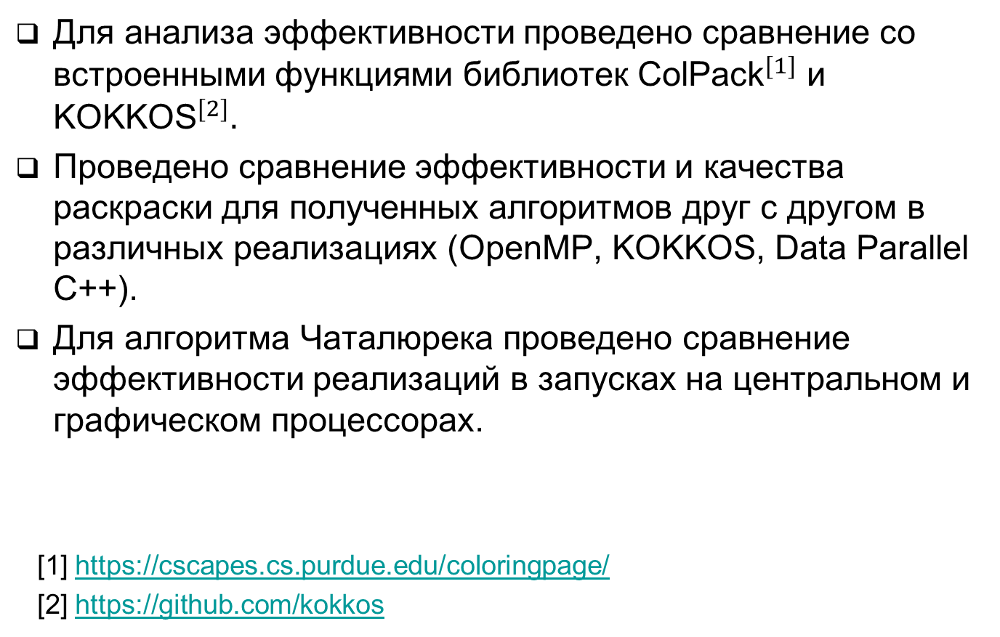 ❑ Для анализа эффективности проведено сравнение со
встроенными функциями библиотек ColPack[1] и
KOKKOS[2].
❑ Проведено сравнение эффективности и качества
раскраски для полученных алгоритмов друг с другом в
различных реализациях (OpenMP, KOKKOS, Data Parallel
C++).
❑ Для алгоритма Чаталюрека проведено сравнение
эффективности реализаций в запусках на центральном и
графическом процессорах.
[1] https://cscapes.cs.purdue.edu/coloringpage/
[2] https://github.com/kokkos